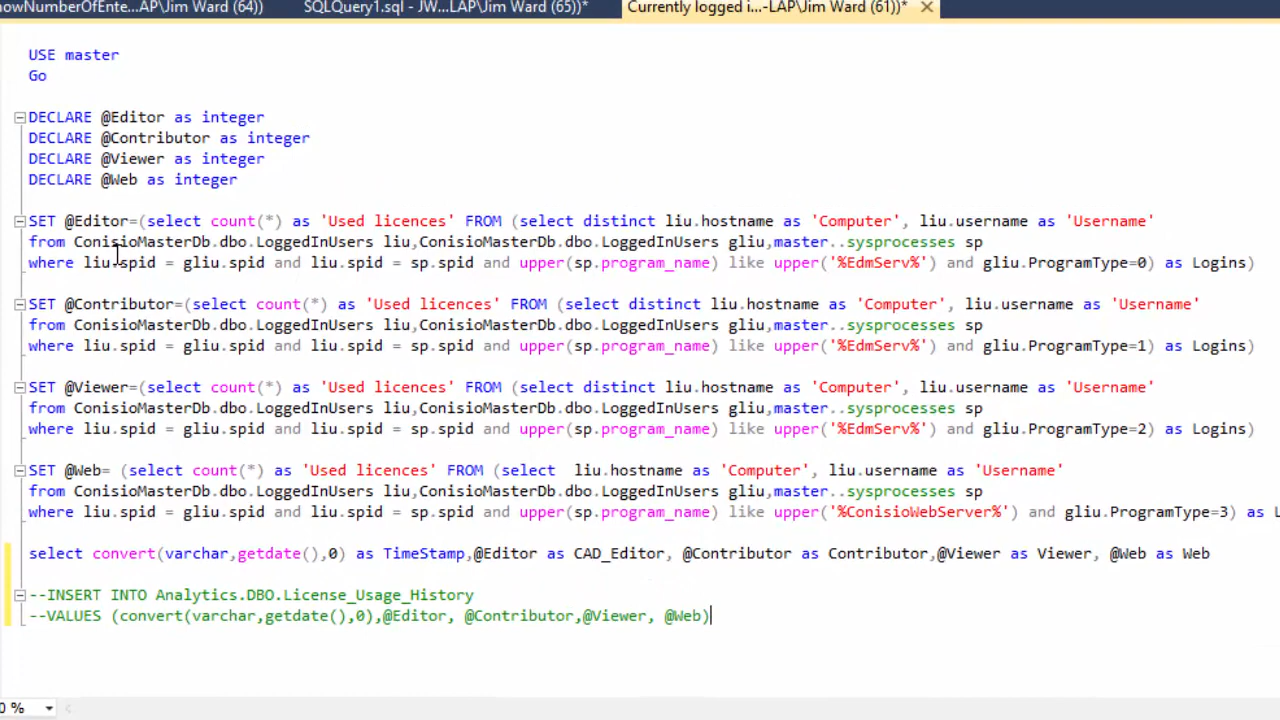 nowNumberOfEnte...AP\Jim Ward (64)) SQLQuery1.sql - JW...LAP\Jim Ward (65))* Currently logged i...-LAP\Jim Ward (61))*
USE master
Go
DECLARE @Editor as integer
DECLARE @Contributor as integer
DECLARE @Viewer as integer
DECLARE @Web as integer
SET @Editor=(select count(*) as 'Used licences' FROM (select distinct liu.hostname as 'Computer', liu.username as 'Username'
from ConisioMasterDb.dbo.LoggedInUsers liu,ConisioMasterDb.dbo.LoggedInUsers gliu,master..sysprocesses sp
where liu.spid = gliu.spid and liu.spid = sp.spid and upper(sp.program_name) like upper('%EdmServ%') and gliu.ProgramType=0) as Logins)
SET @Contributor=(select count(*) as 'Used licences' FROM (select distinct liu.hostname as 'Computer', liu.username as 'Username'
from ConisioMasterDb.dbo.LoggedInUsers liu,ConisioMasterDb.dbo.LoggedInUsers gliu,master..sysprocesses sp
where liu.spid = gliu.spid and liu.spid = sp.spid and upper(sp.program_name) like upper('%EdmServ%') and gliu.ProgramType=1) as Logins)
SET @Viewer=(select count(*) as 'Used licences' FROM (select distinct liu.hostname as 'Computer', liu.username as 'Username'
from ConisioMasterDb.dbo.LoggedInUsers liu,ConisioMasterDb.dbo.LoggedInUsers gliu,master..sysprocesses sp
where liu.spid = gliu.spid and liu.spid = sp.spid and upper(sp.program_name) like upper('%EdmServ%') and gliu.ProgramType=2) as Logins)
SET @Web= (select count(*) as 'Used licences' FROM (select  liu.hostname as 'Computer', liu.username as 'Username'
from ConisioMasterDb.dbo.LoggedInUsers liu,ConisioMasterDb.dbo.LoggedInUsers gliu,master..sysprocesses sp
where liu.spid = gliu.spid and liu.spid = sp.spid and upper(sp.program_name) like upper('%ConisioWebServer%') and gliu.ProgramType=3) as L
select convert(varchar,getdate(),0) as TimeStamp,@Editor as CAD_Editor, @Contributor as Contributor,@Viewer as Viewer, @Web as Web
--INSERT INTO Analytics.DBO.License_Usage_History
--VALUES (convert(varchar,getdate(),0),@Editor, @Contributor,@Viewer, @Web)
0 %